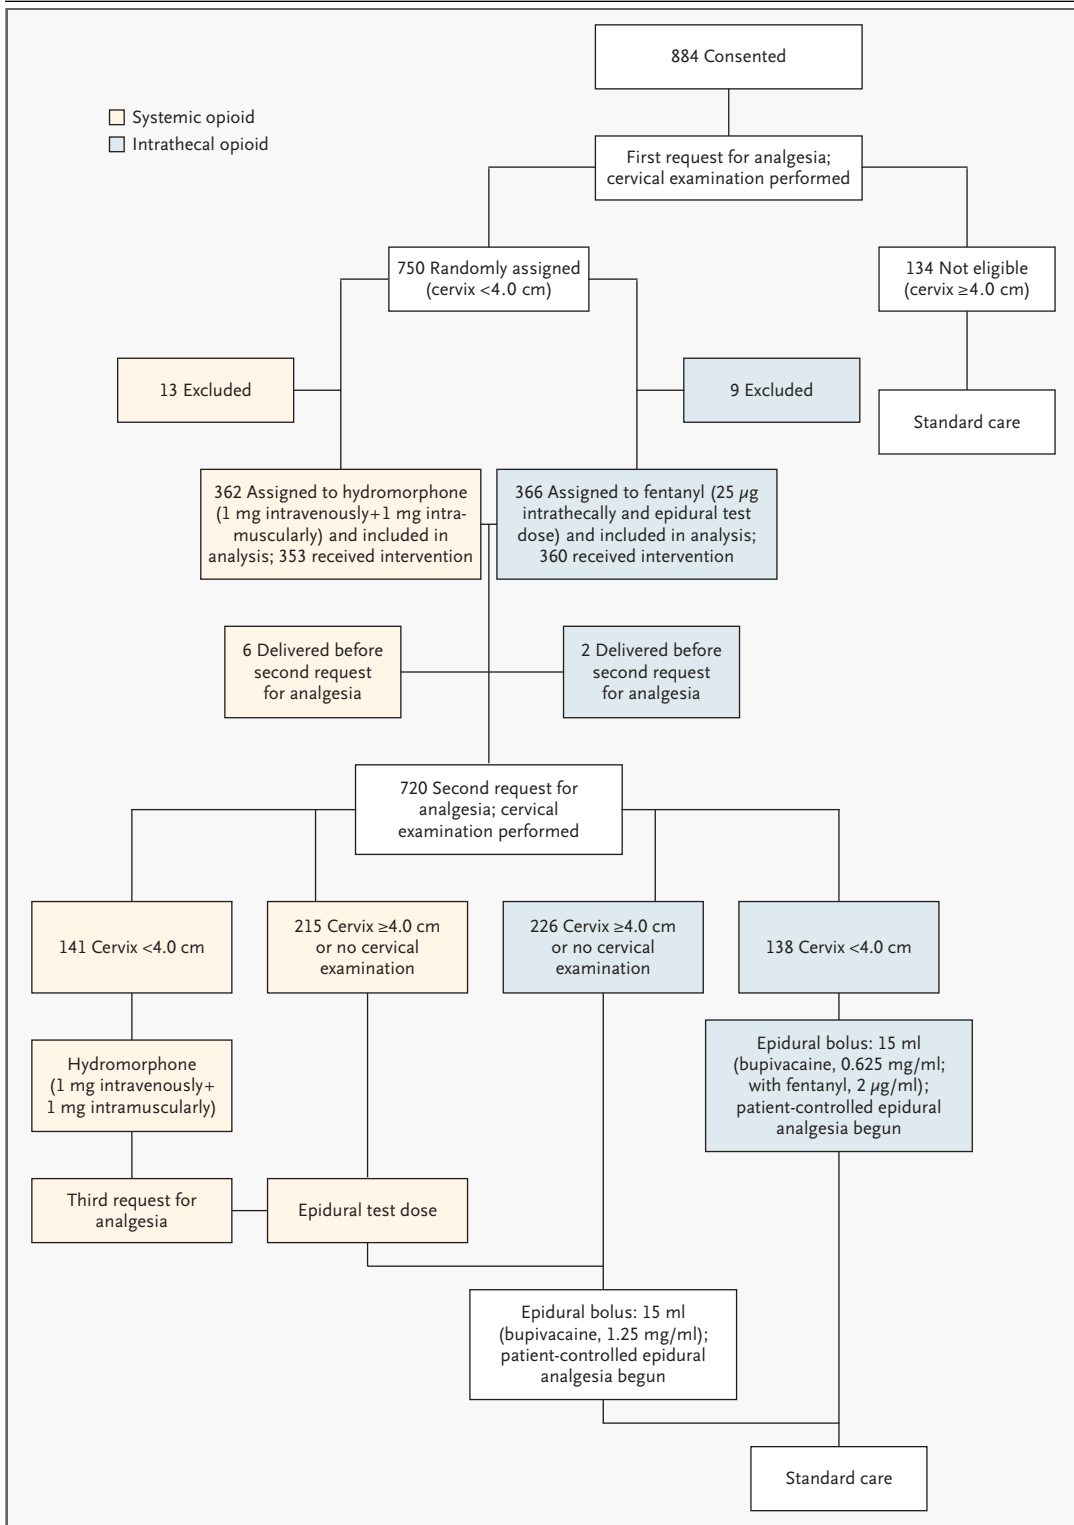 884 Consented
Systemic opioid
Intrathecal opioid
First request for analgesia;
cervical examination performed
750 Randomly assigned
(cervix <4.0 cm)
134 Not eligible
(cervix ≥4.0 cm)
13 Excluded
9 Excluded
Standard care
362 Assigned to hydromorphone
(1 mg intravenously+1 mg intra-
muscularly) and included in
analysis; 353 received intervention
366 Assigned to fentanyl (25 µg
intrathecally and epidural test
dose) and included in analysis;
360 received intervention
6 Delivered before
second request
for analgesia
2 Delivered before
second request
for analgesia
720 Second request for
analgesia; cervical
examination performed
141 Cervix <4.0 cm
215 Cervix ≥4.0 cm
or no cervical
examination
226 Cervix ≥4.0 cm
or no cervical
examination
138 Cervix <4.0 cm
Hydromorphone
(1 mg intravenously+
1 mg intramuscularly)
Epidural bolus: 15 ml
(bupivacaine, 0.625 mg/ml;
with fentanyl, 2 µg/ml);
patient-controlled epidural
analgesia begun
Third request for
analgesia
Epidural test dose
Epidural bolus: 15 ml
(bupivacaine, 1.25 mg/ml);
patient-controlled epidural
analgesia begun
Standard care